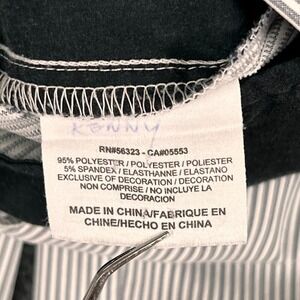 KENNY
RN#56323 - CA#05553
95% POLYESTER / POLYESTER / POLIESTER
5% SPANDEX / ELASTHANNE / ELASTANO
EXCLUSIVE OF DECORATION / DECORATION
NON COMPRISE / NO INCLUYE LA
DECORACION
MADE IN CHINA/FABRIQUE EN
CHINE/HECHO EN CHINA